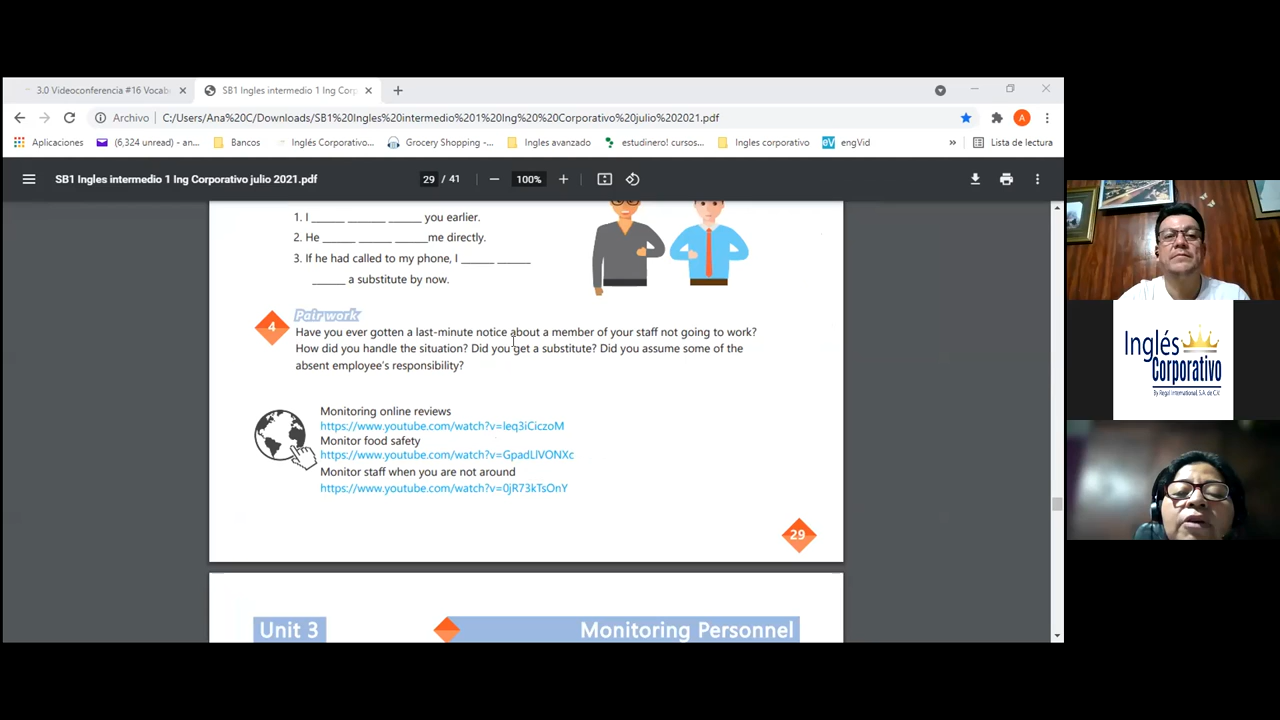 3.0 Videoconferencia #16 Vocab
SB1 Ingles intermedio 1 Ing Corp
Archivo
C:/Users/Ana%20C/Downloads/SB1%20Ingles%20intermedio%201%20Ing%20%20Corporativo%20julio%202021.pdf
A
Aplicaciones
(6,324 unread) - an...
Bancos
Inglés Corporativo...
Grocery Shopping -...
Ingles avanzado
estudinero! cursos...
Ingles corporativo
eV engVid
»
Lista de lectura
SB1 Ingles intermedio 1 Ing Corporativo julio 2021.pdf
29 / 41
100%
1. I ______ _______ ______ you earlier.
2. He ______ ______ ______me directly.
3. If he had called to my phone, I ______ ______
______ a substitute by now.
4
Pair work
Have you ever gotten a last-minute notice about a member of your staff not going to work?
How did you handle the situation? Did you get a substitute? Did you assume some of the
absent employee's responsibility?
Monitoring online reviews
https://www.youtube.com/watch?v=Ieq3iCiczoM
Monitor food safety
https://www.youtube.com/watch?v=GpadLlVONXc
Monitor staff when you are not around
https://www.youtube.com/watch?v=0jR73kTsOnY
29
Unit 3
Monitoring Personnel
Inglés
Corporativo
By Regal International, S.A. de C.V.